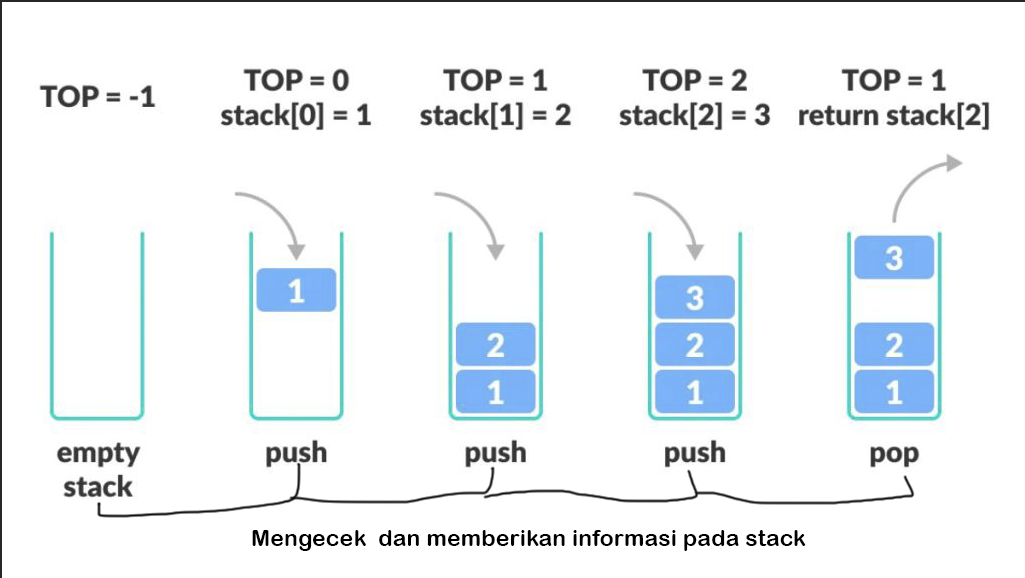 TOP = -1
TOP = 0
stack[0] = 1
TOP = 1
stack[1] = 2
TOP = 2
stack[2] = 3
TOP = 1
return stack[2]
1
2
1
3
2
1
3
2
1
empty
stack
push
push
push
pop
Mengecek dan memberikan informasi pada stack